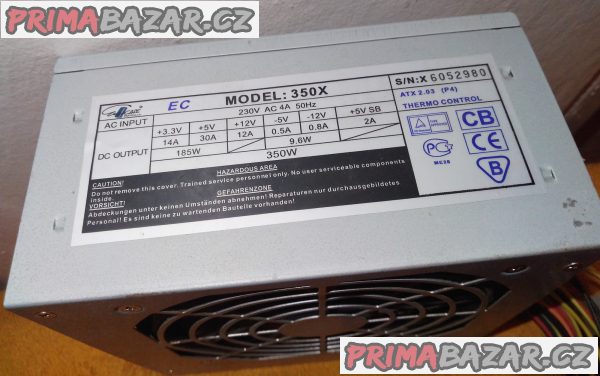 PRIMABAZAR.CZ
EC
MODEL: 350X
S/N:X 6052980
AC INPUT
230V AC 4A 50Hz
ATX 2.03 (P4)
THERMO CONTROL
DC OUTPUT
+3.3V +5V +12V -5V -12V +5V SB
14A 30A 12A 0.5A 0.8A 2A
185W 9.6W
350W
CB
CE
B
HAZARDOUS AREA
CAUTION!
Do not remove this cover. Trained service personnel only. No user serviceable components
inside
GEFAHRENZONE
VORSICHT!
Abdeckungen unter keinen Umständen abnehmen! Reparaturen nur durchausgebildetes
Personal! Es sind keine zu wartenden Bauteile vorhanden!
PRIMABAZAR.CZ